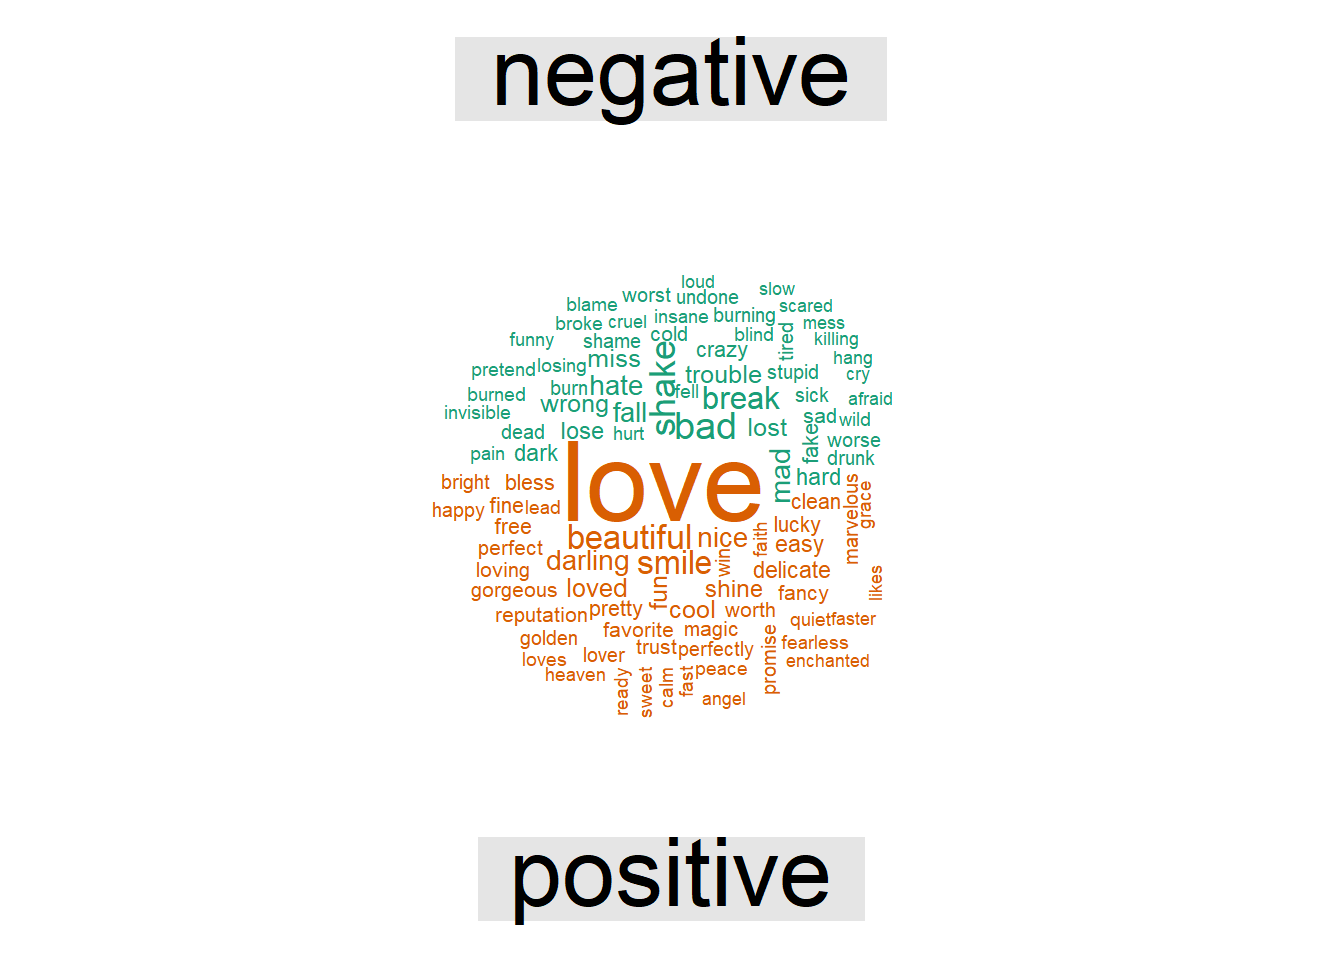 negative
loud
slow
worst undone
blame
scared
insane burning
broke cruel
mess
cold
blind
tired
killing
funny
shame
crazy
hang
miss
shake
pretend losing
trouble stupid
cry
burn hate
fell
burned
break
sick
afraid
wrong fall
invisible
bad lost
sad wild
dead
lose
hurt
fake
worse
pain dark
mad
drunk
love
hard
bright bless
clean
marvelous
grace
happy fine lead
free
beautiful nice
faith
lucky
perfect
easy
darling smile
win
loving
delicate
likes
gorgeous loved
fun
shine fancy
reputation pretty
cool worth
quiet faster
golden
favorite magic
promise
fearless
trust perfectly
loves lover
enchanted
heaven
ready
sweet
calm
fast
peace
angel
positive